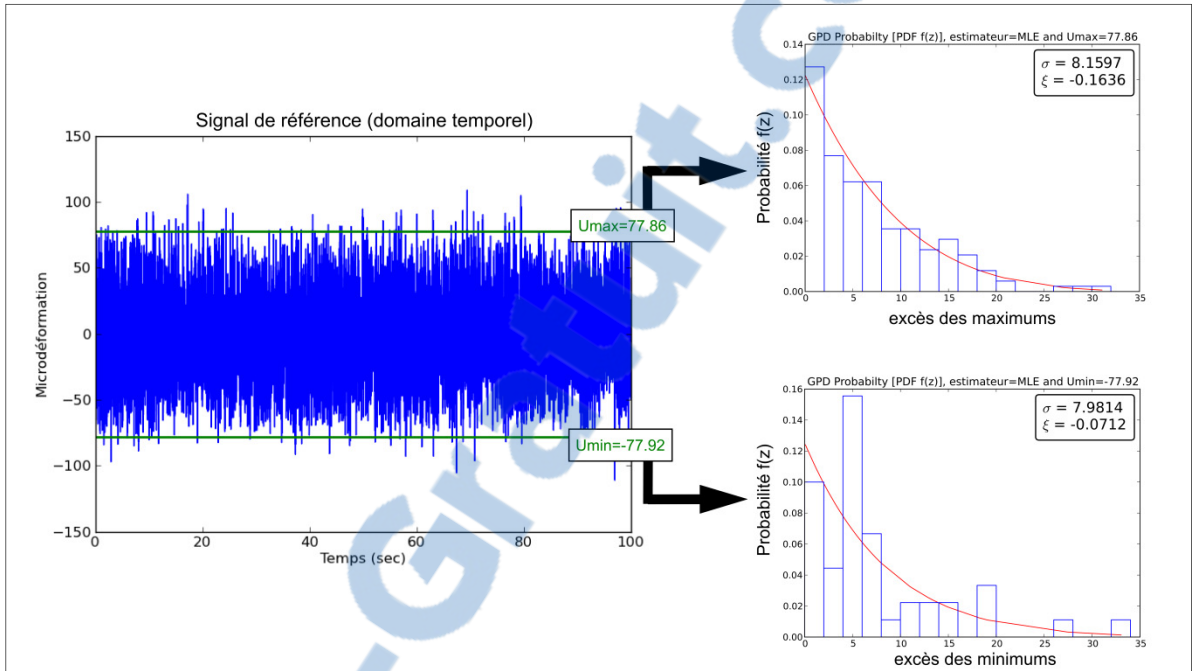 Signal de référence (domaine temporel)
150
100
50
0
−50
−100
−150
Microdéformation
0
20
40
60
80
100
Temps (sec)
Umax=77.86
Umin=-77.92
GPD Probabilty [PDF f(z)], estimateur=MLE and Umax=77.86
σ = 8.1597
ξ = -0.1636
0.14
0.12
0.10
0.08
0.06
0.04
0.02
0.00
Probabilité f(z)
0
5
10
15
20
25
30
35
excès des maximums
GPD Probabilty [PDF f(z)], estimateur=MLE and Umin=-77.92
σ = 7.9814
ξ = -0.0712
0.16
0.14
0.12
0.10
0.08
0.06
0.04
0.02
0.00
Probabilité f(z)
0
5
10
15
20
25
30
35
excès des minimums
-Gratuit.c